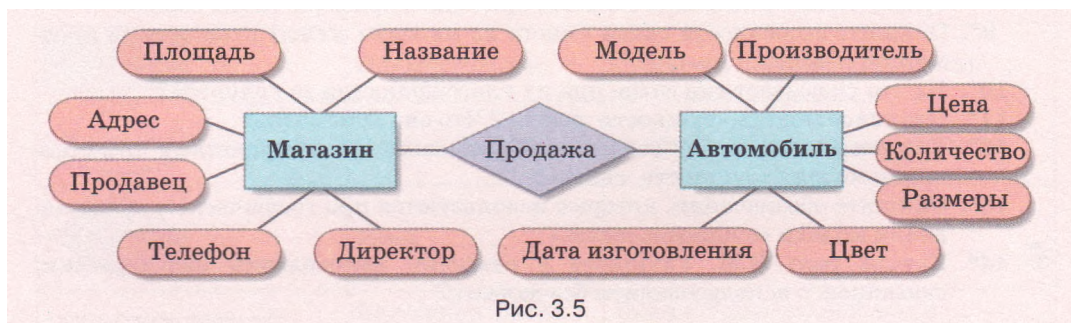 Площадь
Название
Модель
Производитель
Адрес
Цена
Магазин
Продажа
Автомобиль
Количество
Продавец
Размеры
Телефон
Директор
Дата изготовления
Цвет
Рис. 3.5